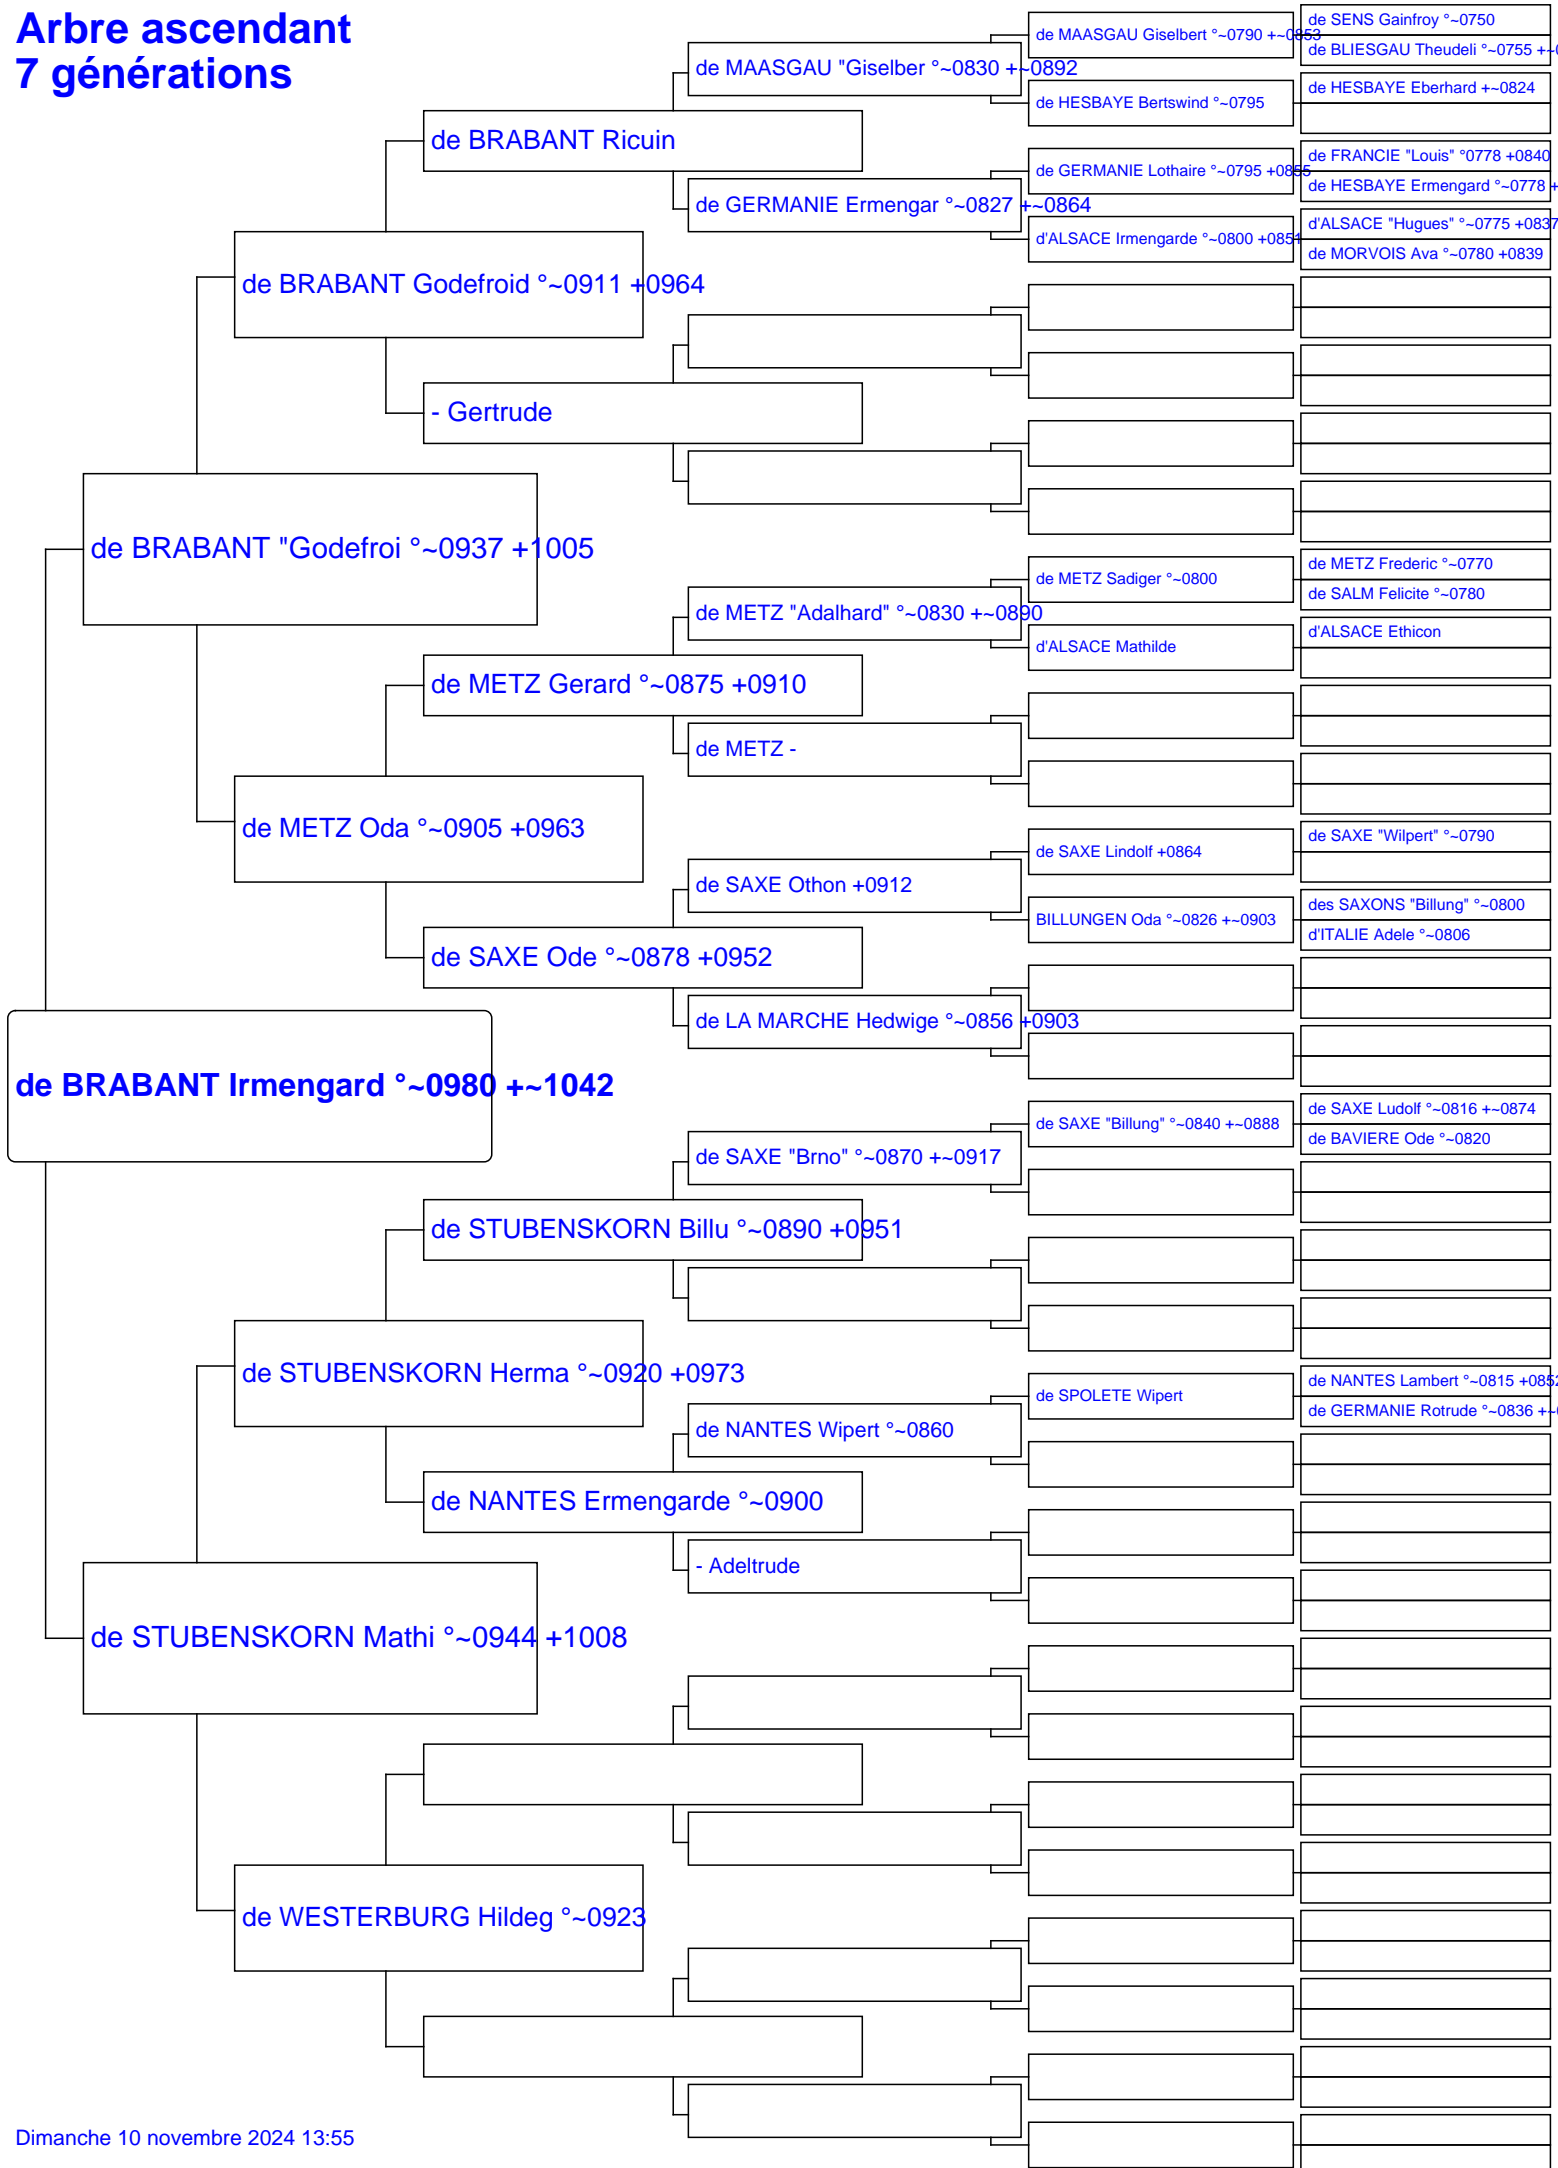 Arbre ascendant
7 générations
de MAASGAU Giselbert °~0790 +~0853
de SENS Gainfroy °~0750
de BLIESGAU Theudeli °~0755 +~0
de MAASGAU "Giselber °~0830 +~0892
de HESBAYE Bertswind °~0795
de HESBAYE Eberhard +~0824
de BRABANT Ricuin
de GERMANIE Lothaire °~0795 +0855
de FRANCIE "Louis" °0778 +0840
de HESBAYE Ermengard °~0778 +
de GERMANIE Ermengar °~0827 +~0864
d'ALSACE Irmengarde °~0800 +0851
d'ALSACE "Hugues" °~0775 +0837
de MORVOIS Ava °~0780 +0839
de BRABANT Godefroid °~0911 +0964
- Gertrude
de BRABANT "Godefroi °~0937 +1005
de METZ Sadiger °~0800
de METZ Frederic °~0770
de SALM Felicite °~0780
de METZ "Adalhard" °~0830 +~0890
d'ALSACE Mathilde
d'ALSACE Ethicon
de METZ Gerard °~0875 +0910
de METZ -
de METZ Oda °~0905 +0963
de SAXE Lindolf +0864
de SAXE "Wilpert" °~0790
de SAXE Othon +0912
BILLUNGEN Oda °~0826 +~0903
des SAXONS "Billung" °~0800
d'ITALIE Adele °~0806
de SAXE Ode °~0878 +0952
de LA MARCHE Hedwige °~0856 +0903
de BRABANT Irmengard °~0980 +~1042
de SAXE "Billung" °~0840 +~0888
de SAXE Ludolf °~0816 +~0874
de BAVIERE Ode °~0820
de SAXE "Brno" °~0870 +~0917
de STUBENSKORN Billu °~0890 +0951
de STUBENSKORN Herma °~0920 +0973
de SPOLETE Wipert
de NANTES Lambert °~0815 +0852
de GERMANIE Rotrude °~0836 +~0
de NANTES Wipert °~0860
de NANTES Ermengarde °~0900
- Adeltrude
de STUBENSKORN Mathi °~0944 +1008
de WESTERBURG Hildeg °~0923
Dimanche 10 novembre 2024 13:55